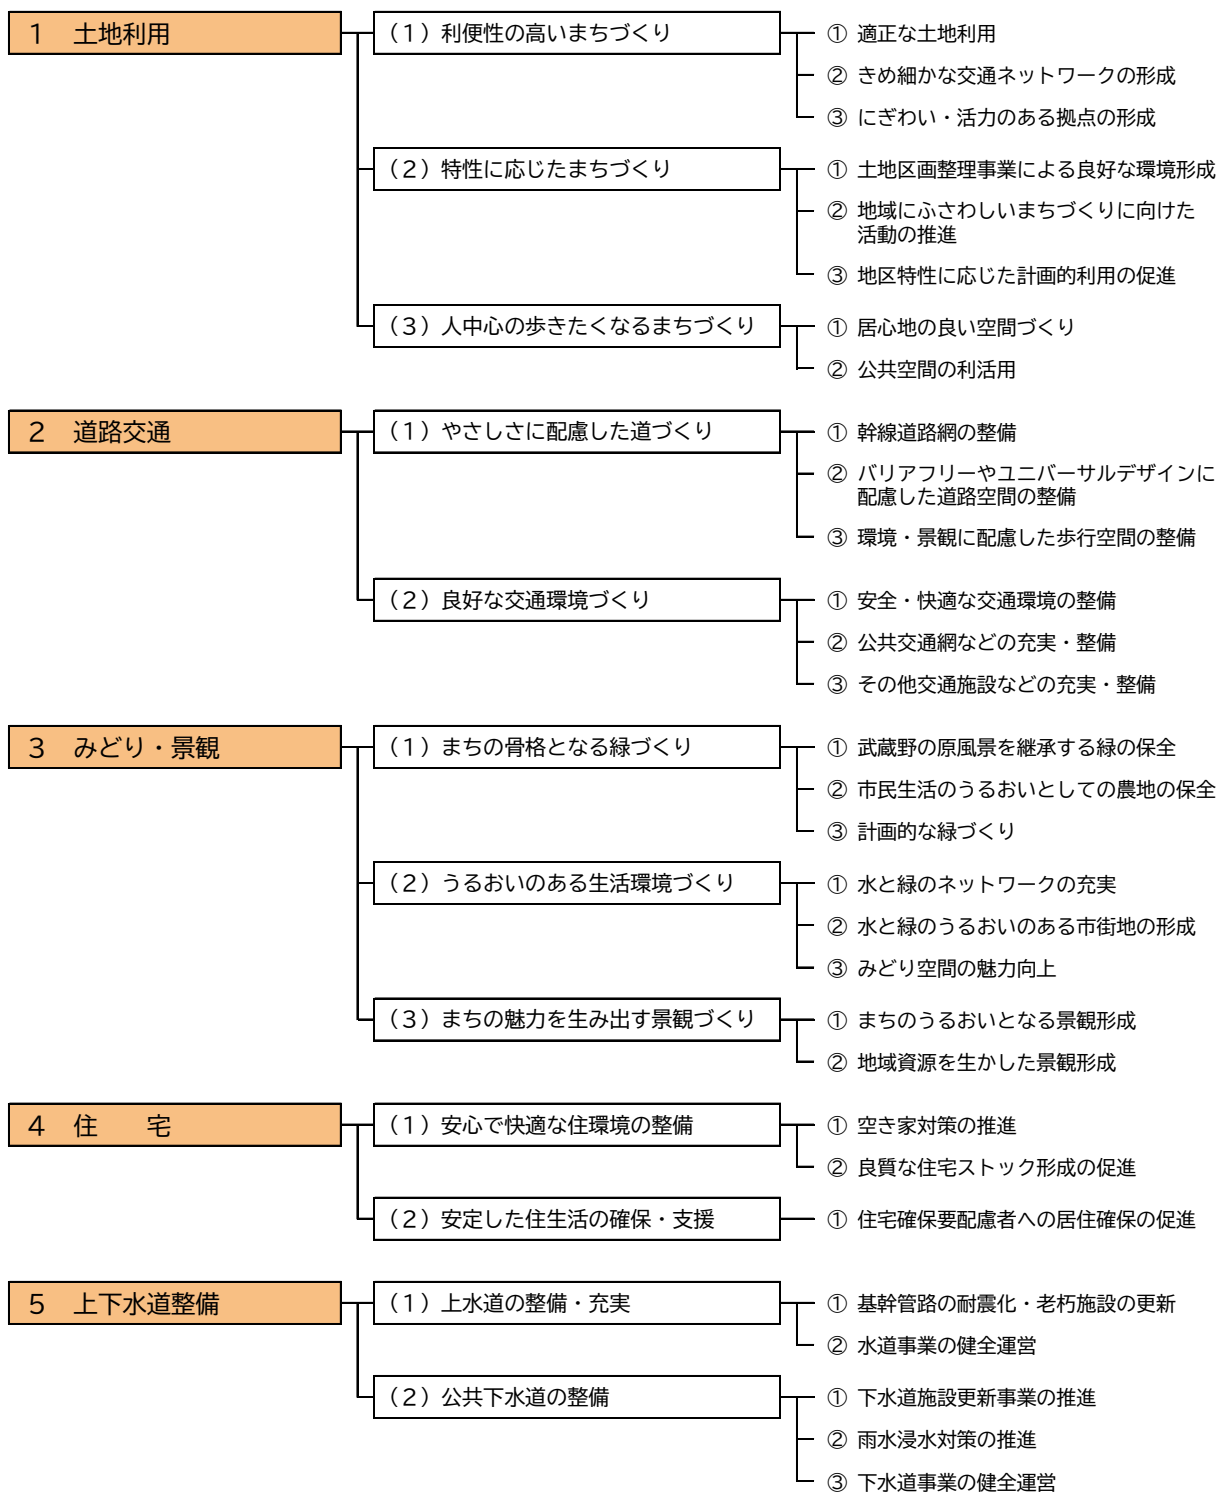 1　土地利用
（1）利便性の高いまちづくり
① 適正な土地利用
② きめ細かな交通ネットワークの形成
③ にぎわい・活力のある拠点の形成
（2）特性に応じたまちづくり
① 土地区画整理事業による良好な環境形成
② 地域にふさわしいまちづくりに向けた
活動の推進
③ 地区特性に応じた計画的利用の促進
（3）人中心の歩きたくなるまちづくり
① 居心地の良い空間づくり
② 公共空間の利活用
2　道路交通
（1）やさしさに配慮した道づくり
① 幹線道路網の整備
② バリアフリーやユニバーサルデザインに
配慮した道路空間の整備
③ 環境・景観に配慮した歩行空間の整備
（2）良好な交通環境づくり
① 安全・快適な交通環境の整備
② 公共交通網などの充実・整備
③ その他交通施設などの充実・整備
3　みどり・景観
（1）まちの骨格となる緑づくり
① 武蔵野の原風景を継承する緑の保全
② 市民生活のうるおいとしての農地の保全
③ 計画的な緑づくり
（2）うるおいのある生活環境づくり
① 水と緑のネットワークの充実
② 水と緑のうるおいのある市街地の形成
③ みどり空間の魅力向上
（3）まちの魅力を生み出す景観づくり
① まちのうるおいとなる景観形成
② 地域資源を生かした景観形成
4　住　　宅
（1）安心で快適な住環境の整備
① 空き家対策の推進
② 良質な住宅ストック形成の促進
（2）安定した住生活の確保・支援
① 住宅確保要配慮者への居住確保の促進
5　上下水道整備
（1）上水道の整備・充実
① 基幹管路の耐震化・老朽施設の更新
② 水道事業の健全運営
（2）公共下水道の整備
① 下水道施設更新事業の推進
② 雨水浸水対策の推進
③ 下水道事業の健全運営